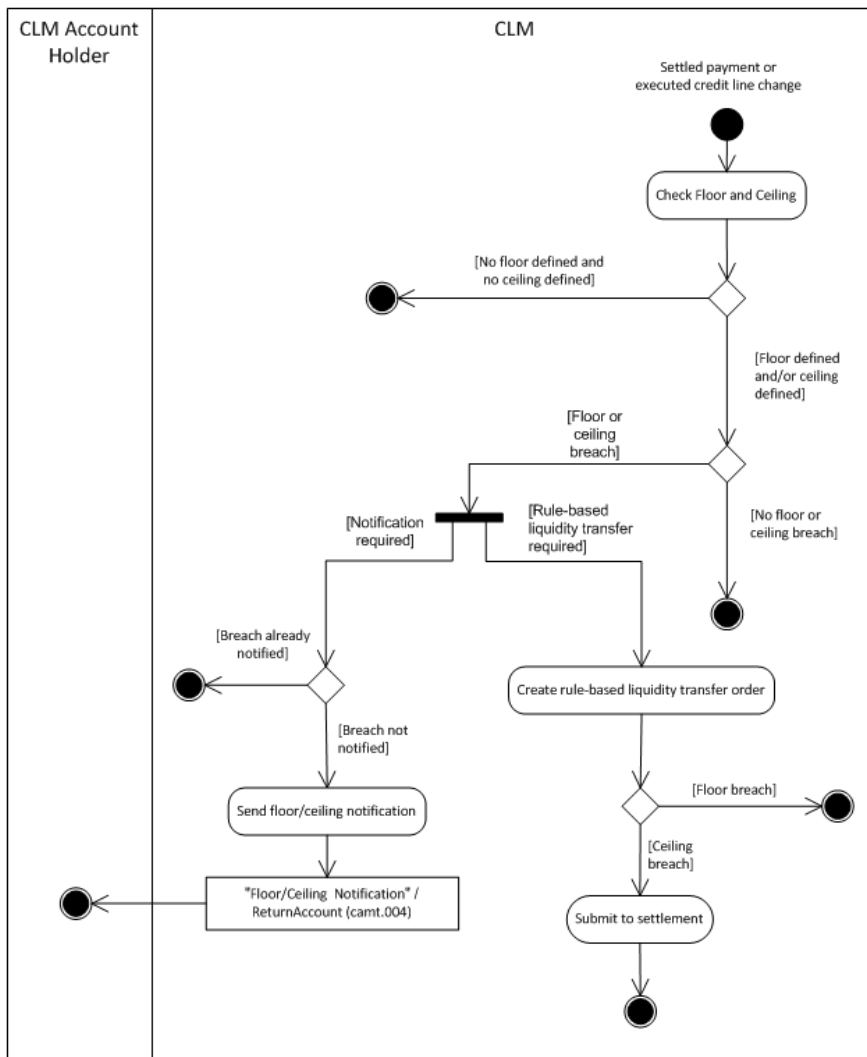 CLM Account
Holder
CLM
Settled payment or
executed credit line change
Check Floor and Ceiling
[No floor defined and
no ceiling defined]
[Floor defined
and/or ceiling
defined]
[Floor or
ceiling
breach]
[No floor or
ceiling breach]
[Notification
required]
[Rule-based
liquidity transfer
required]
[Breach already
notified]
Create rule-based liquidity transfer order
[Breach not
notified]
[Floor breach]
Send floor/ceiling notification
[Ceiling
breach]
"Floor/Ceiling Notification" /
ReturnAccount (camt.004)
Submit to settlement